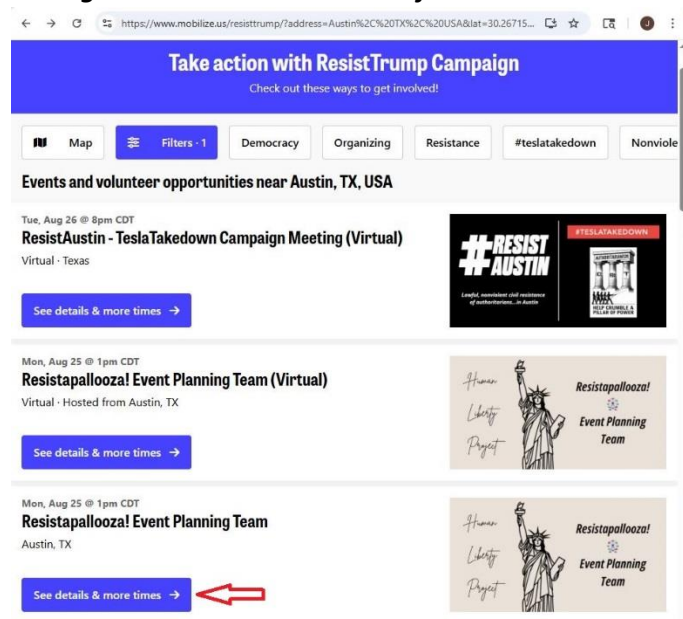 https://www.mobilize.us/resisttrump/?address=Austin%2C%20TX%2C%20USA&lat=30.26715...
J
Take action with ResistTrump Campaign
Check out these ways to get involved!
Map
Filters · 1
Democracy
Organizing
Resistance
#teslatakedown
Nonviole
Events and volunteer opportunities near Austin, TX, USA
Tue, Aug 26 @ 8pm CDT
ResistAustin - TeslaTakedown Campaign Meeting (Virtual)
Virtual · Texas
See details & more times →
#RESIST
AUSTIN
Lawful, nonviolent civil resistance
of authoritarians...in Austin
#TESLATAKEDOWN
AUTHORITARIANISM
HELP CRUMBLE A
PILLAR OF POWER
Mon, Aug 25 @ 1pm CDT
Resistapallooza! Event Planning Team (Virtual)
Virtual · Hosted from Austin, TX
See details & more times →
Human
Liberty
Project
Resistapallooza!
Event Planning
Team
Mon, Aug 25 @ 1pm CDT
Resistapallooza! Event Planning Team
Austin, TX
See details & more times →
Human
Liberty
Project
Resistapallooza!
Event Planning
Team